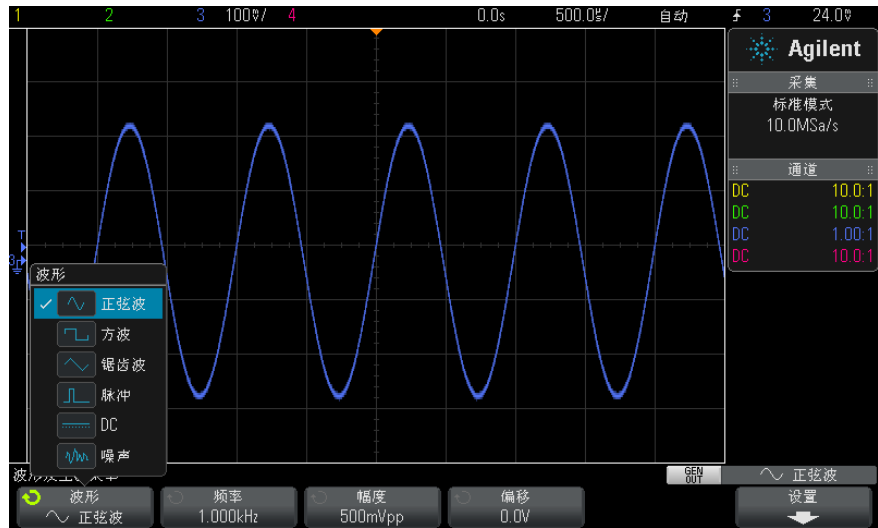 1 2 3 100mV/ 4 0.0s 500.0㎲/ 自动 3 24.0mV
Agilent
采集
标准模式
10.0MSa/s
通道
DC 10.0:1
DC 10.0:1
DC 1.00:1
DC 10.0:1
T
3
波形
正弦波
方波
锯齿波
脉冲
DC
噪声
GEN OUT
正弦波
波形
正弦波
频率
1.000kHz
幅度
500mVpp
偏移
0.0V
设置